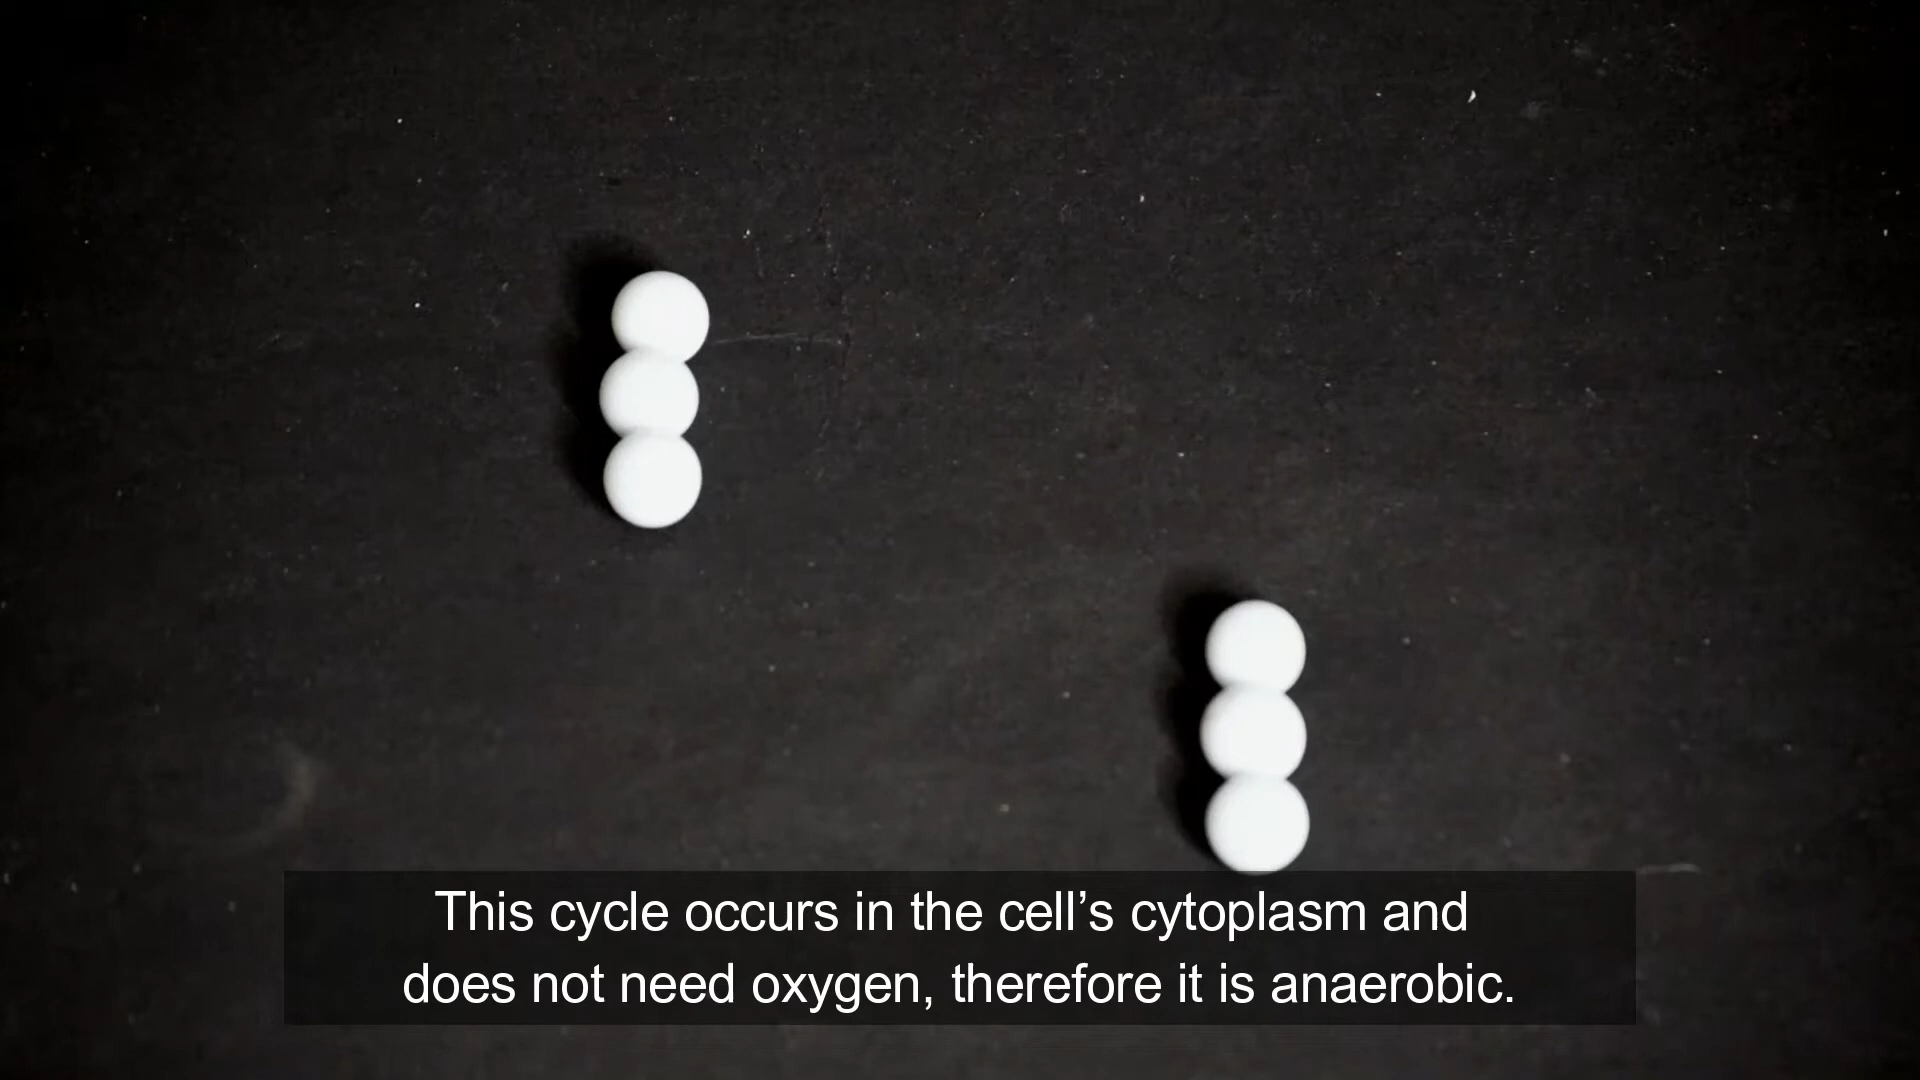 This cycle occurs in the cell’s cytoplasm and
does not need oxygen, therefore it is anaerobic.